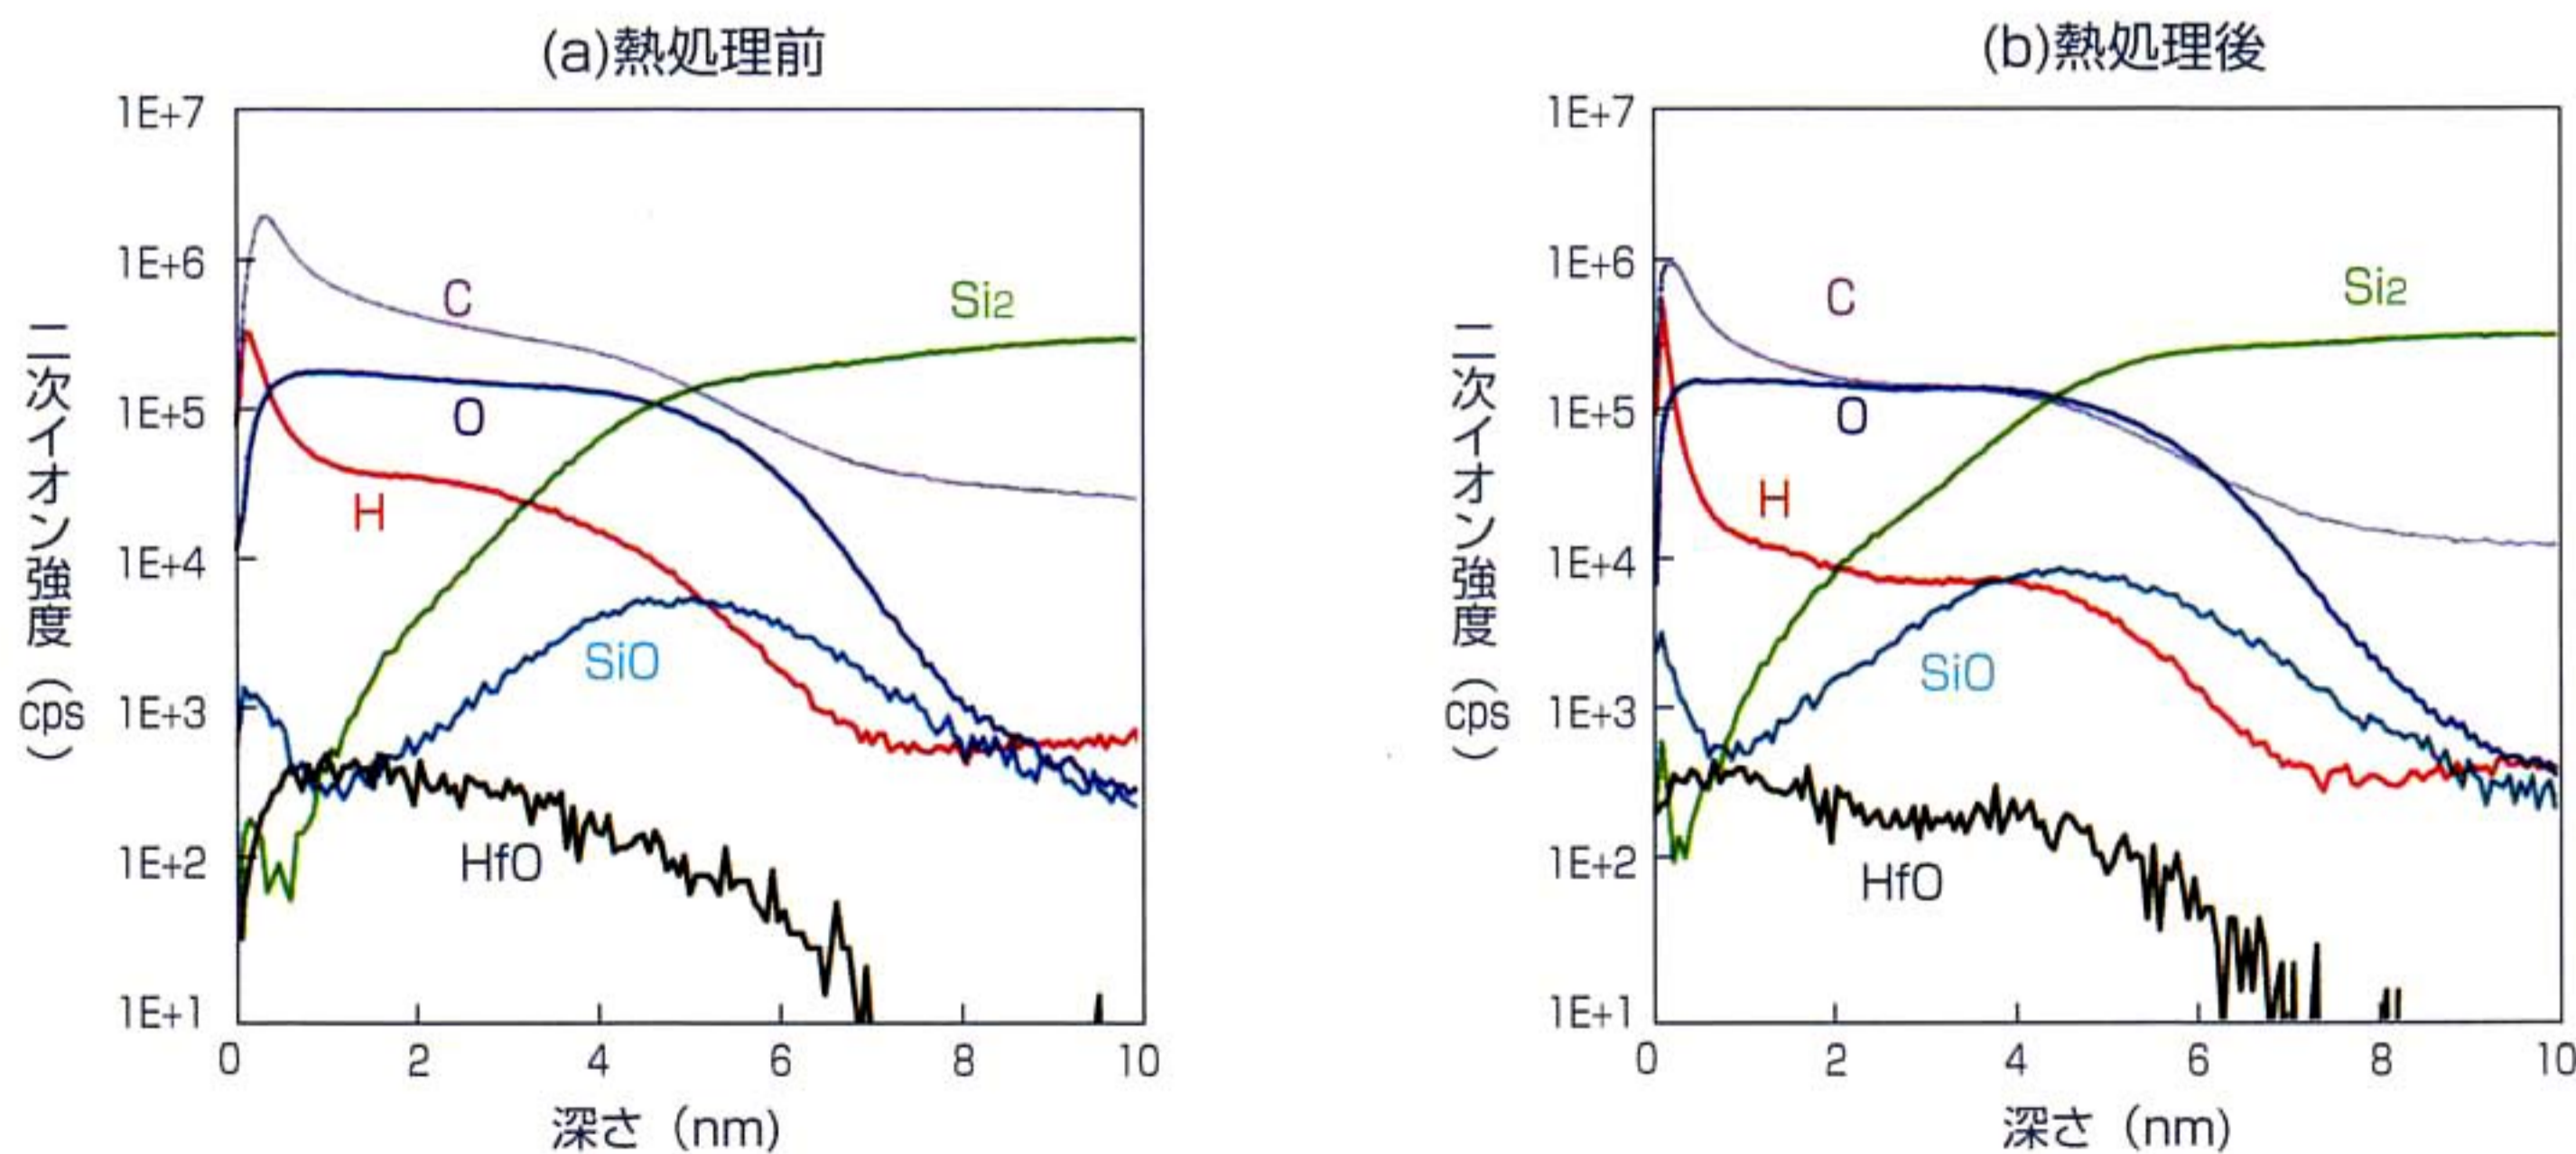 (a)熱処理前
1E+7
1E+6
1E+5
1E+4
1E+3
1E+2
1E+1
二次イオン強度(cps)
C
Si2
O
H
SiO
HfO
0 2 4 6 8 10
深さ(nm)
(b)熱処理後
1E+7
1E+6
1E+5
1E+4
1E+3
1E+2
1E+1
二次イオン強度(cps)
C
Si2
O
H
SiO
HfO
0 2 4 6 8 10
深さ(nm)